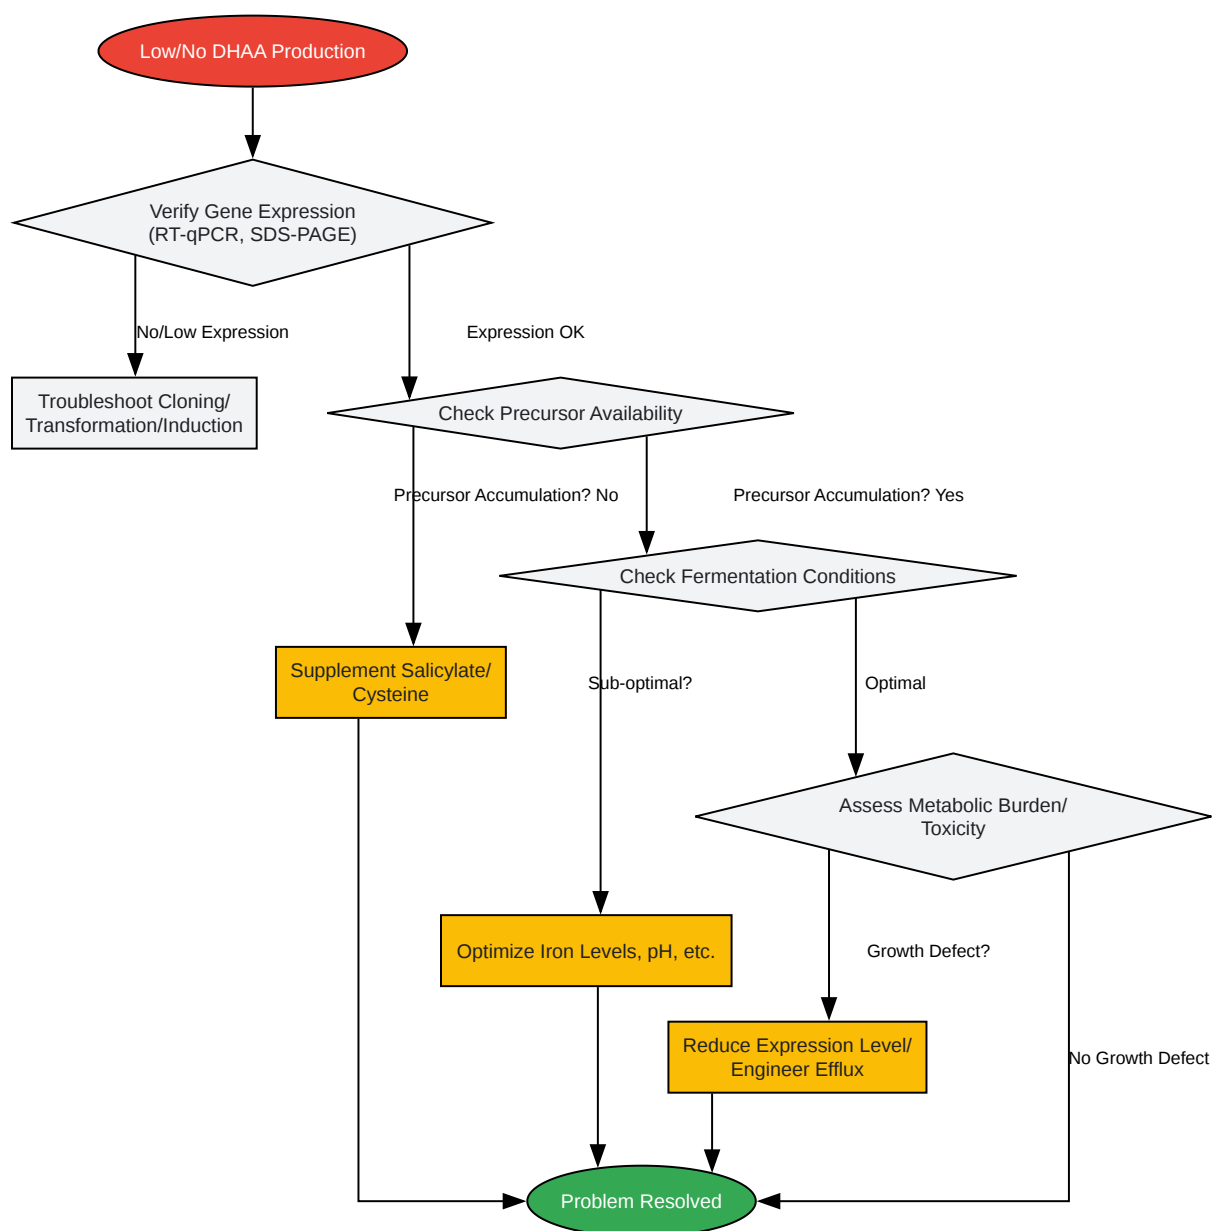 Low/No DHAA Production
Verify Gene Expression
(RT-qPCR, SDS-PAGE)
No/Low Expression
Expression OK
Troubleshoot Cloning/
Transformation/Induction
Check Precursor Availability
Precursor Accumulation? No
Precursor Accumulation? Yes
Check Fermentation Conditions
Supplement Salicylate/
Cysteine
Sub-optimal?
Optimal
Assess Metabolic Burden/
Toxicity
Optimize Iron Levels, pH, etc.
Growth Defect?
Reduce Expression Level/
Engineer Efflux
No Growth Defect
Problem Resolved